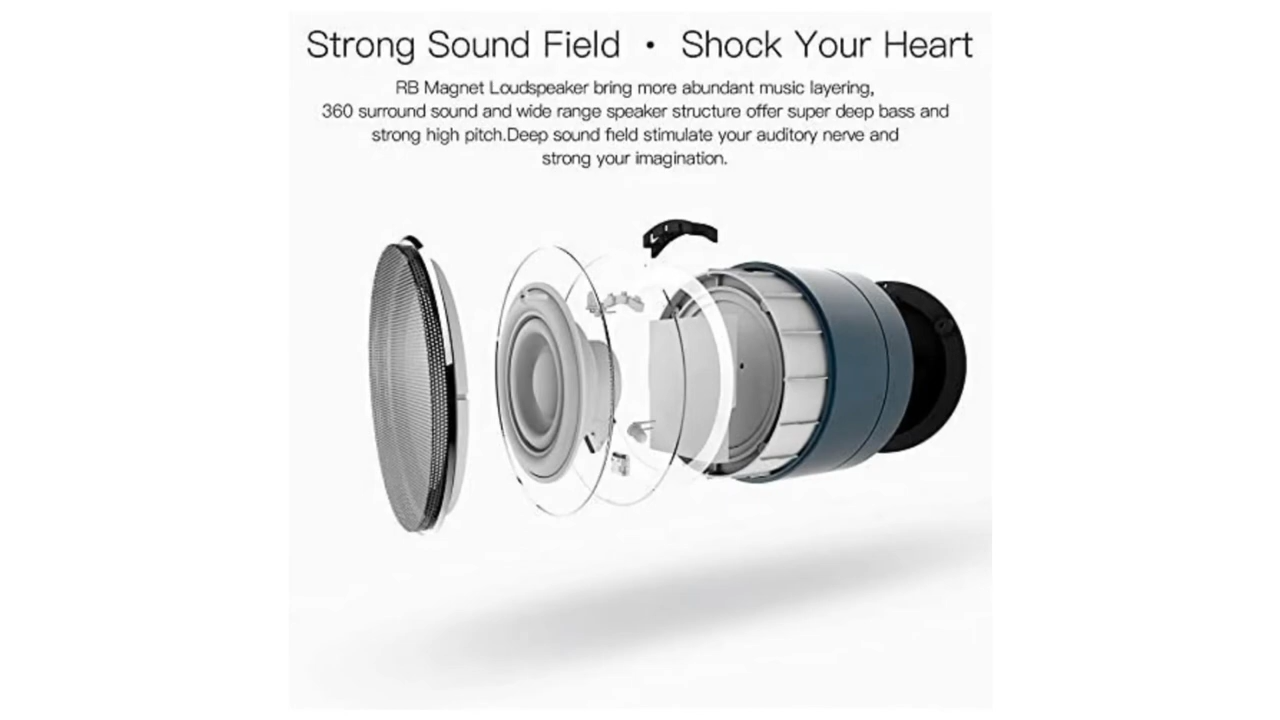 Strong Sound Field • Shock Your Heart
RB Magnet Loudspeaker bring more abundant music layering,
360 surround sound and wide range speaker structure offer super deep bass and
strong high pitch.Deep sound field stimulate your auditory nerve and
strong your imagination.